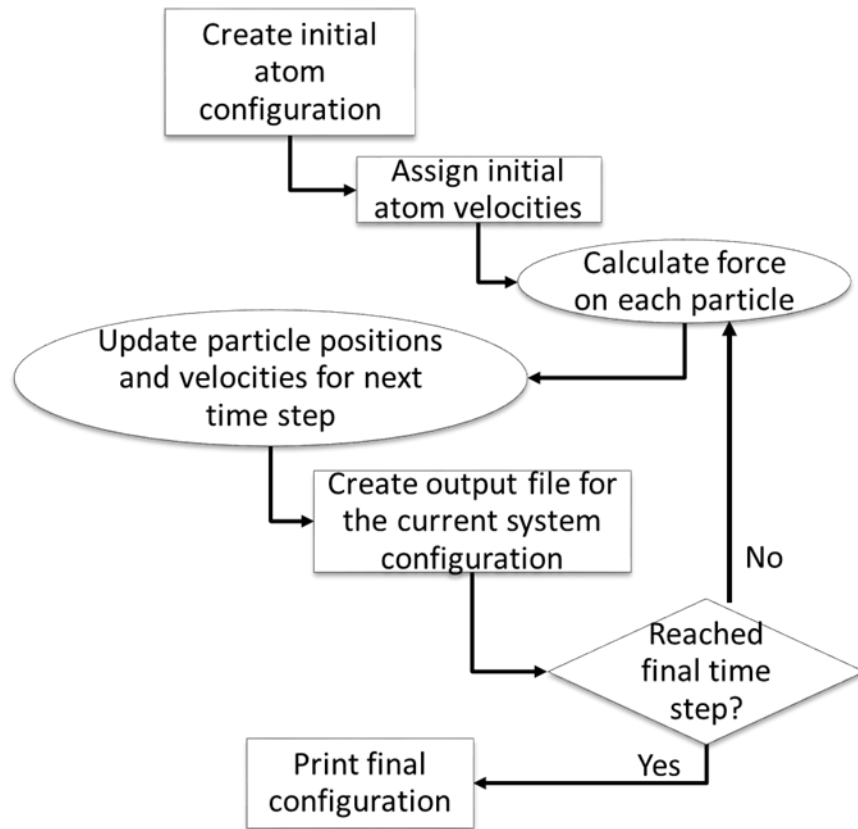 Create initial
atom
configuration
Assign initial
atom velocities
Calculate force
on each particle
Update particle positions
and velocities for next
time step
Create output file for
the current system
configuration
No
Reached
final time
step?
Yes
Print final
configuration